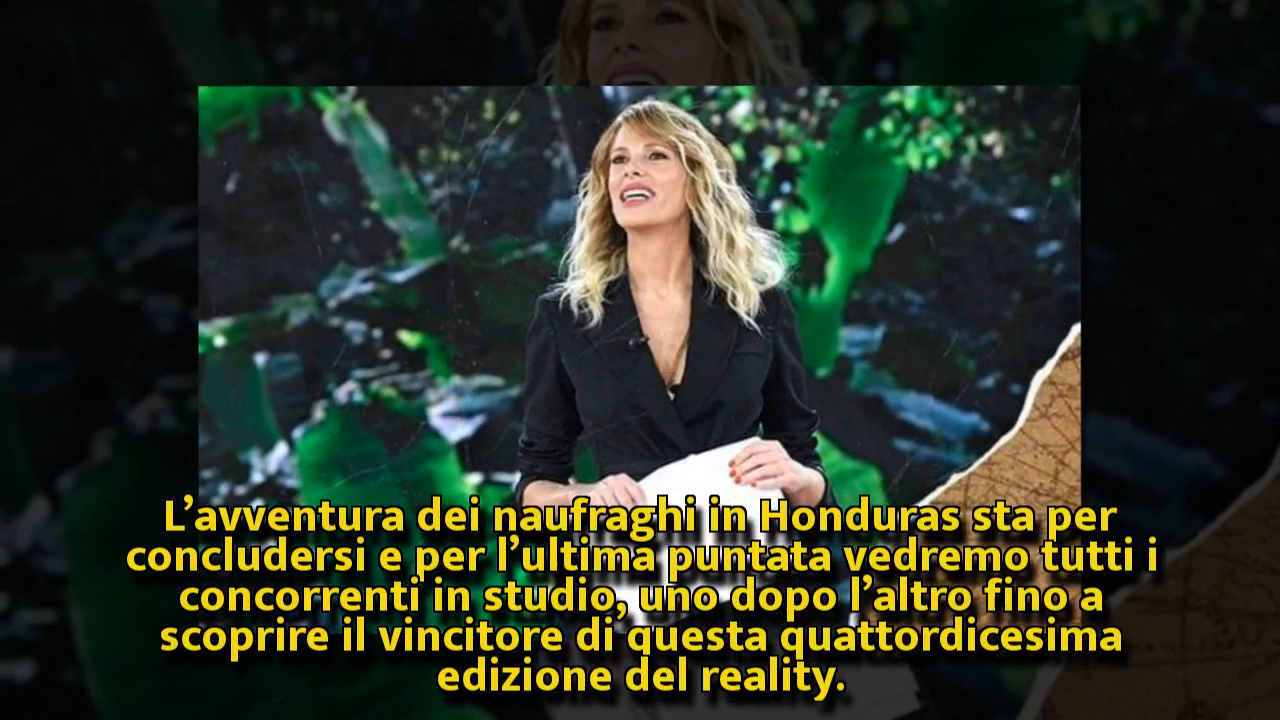 L’avventura dei naufraghi in Honduras sta per
concludersi e per l’ultima puntata vedremo tutti i
concorrenti in studio, uno dopo l’altro fino a
scoprire il vincitore di questa quattordicesima
edizione del reality.